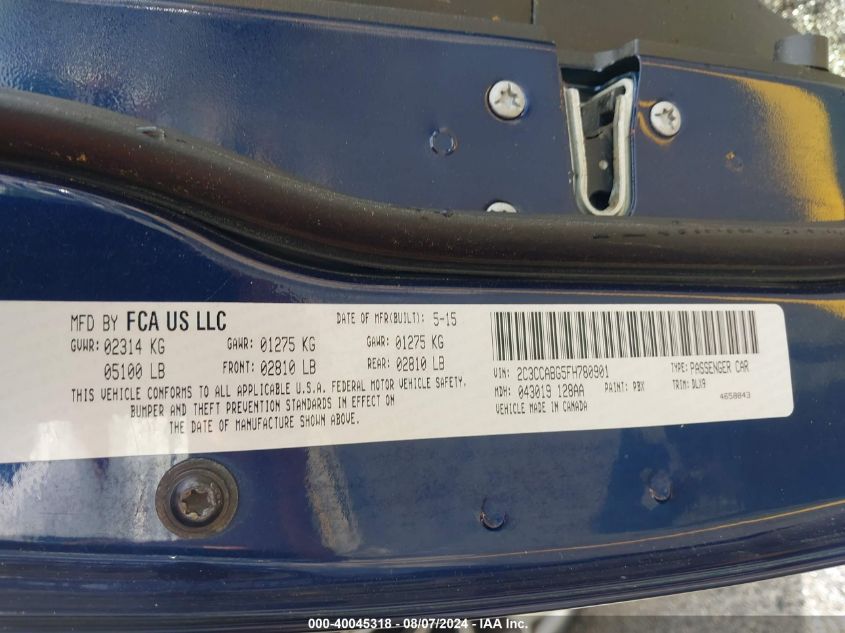 MFD BY FCA US LLC DATE OF MFR(BUILT): 5-15
GVWR: 02314 KG GAWR: 01275 KG GAWR: 01275 KG
05100 LB FRONT: 02810 LB REAR: 02810 LB
THIS VEHICLE CONFORMS TO ALL APPLICABLE U.S.A. FEDERAL MOTOR VEHICLE SAFETY,
BUMPER AND THEFT PREVENTION STANDARDS IN EFFECT ON
THE DATE OF MANUFACTURE SHOWN ABOVE.
VIN: 2C3CCABG5FH780901 TYPE: PASSENGER CAR
MDH: 043019 128AA PAINT: PBX TRIM: DLX9
VEHICLE MADE IN CANADA 4658043
000-40045318 - 08/07/2024 - IAA Inc.